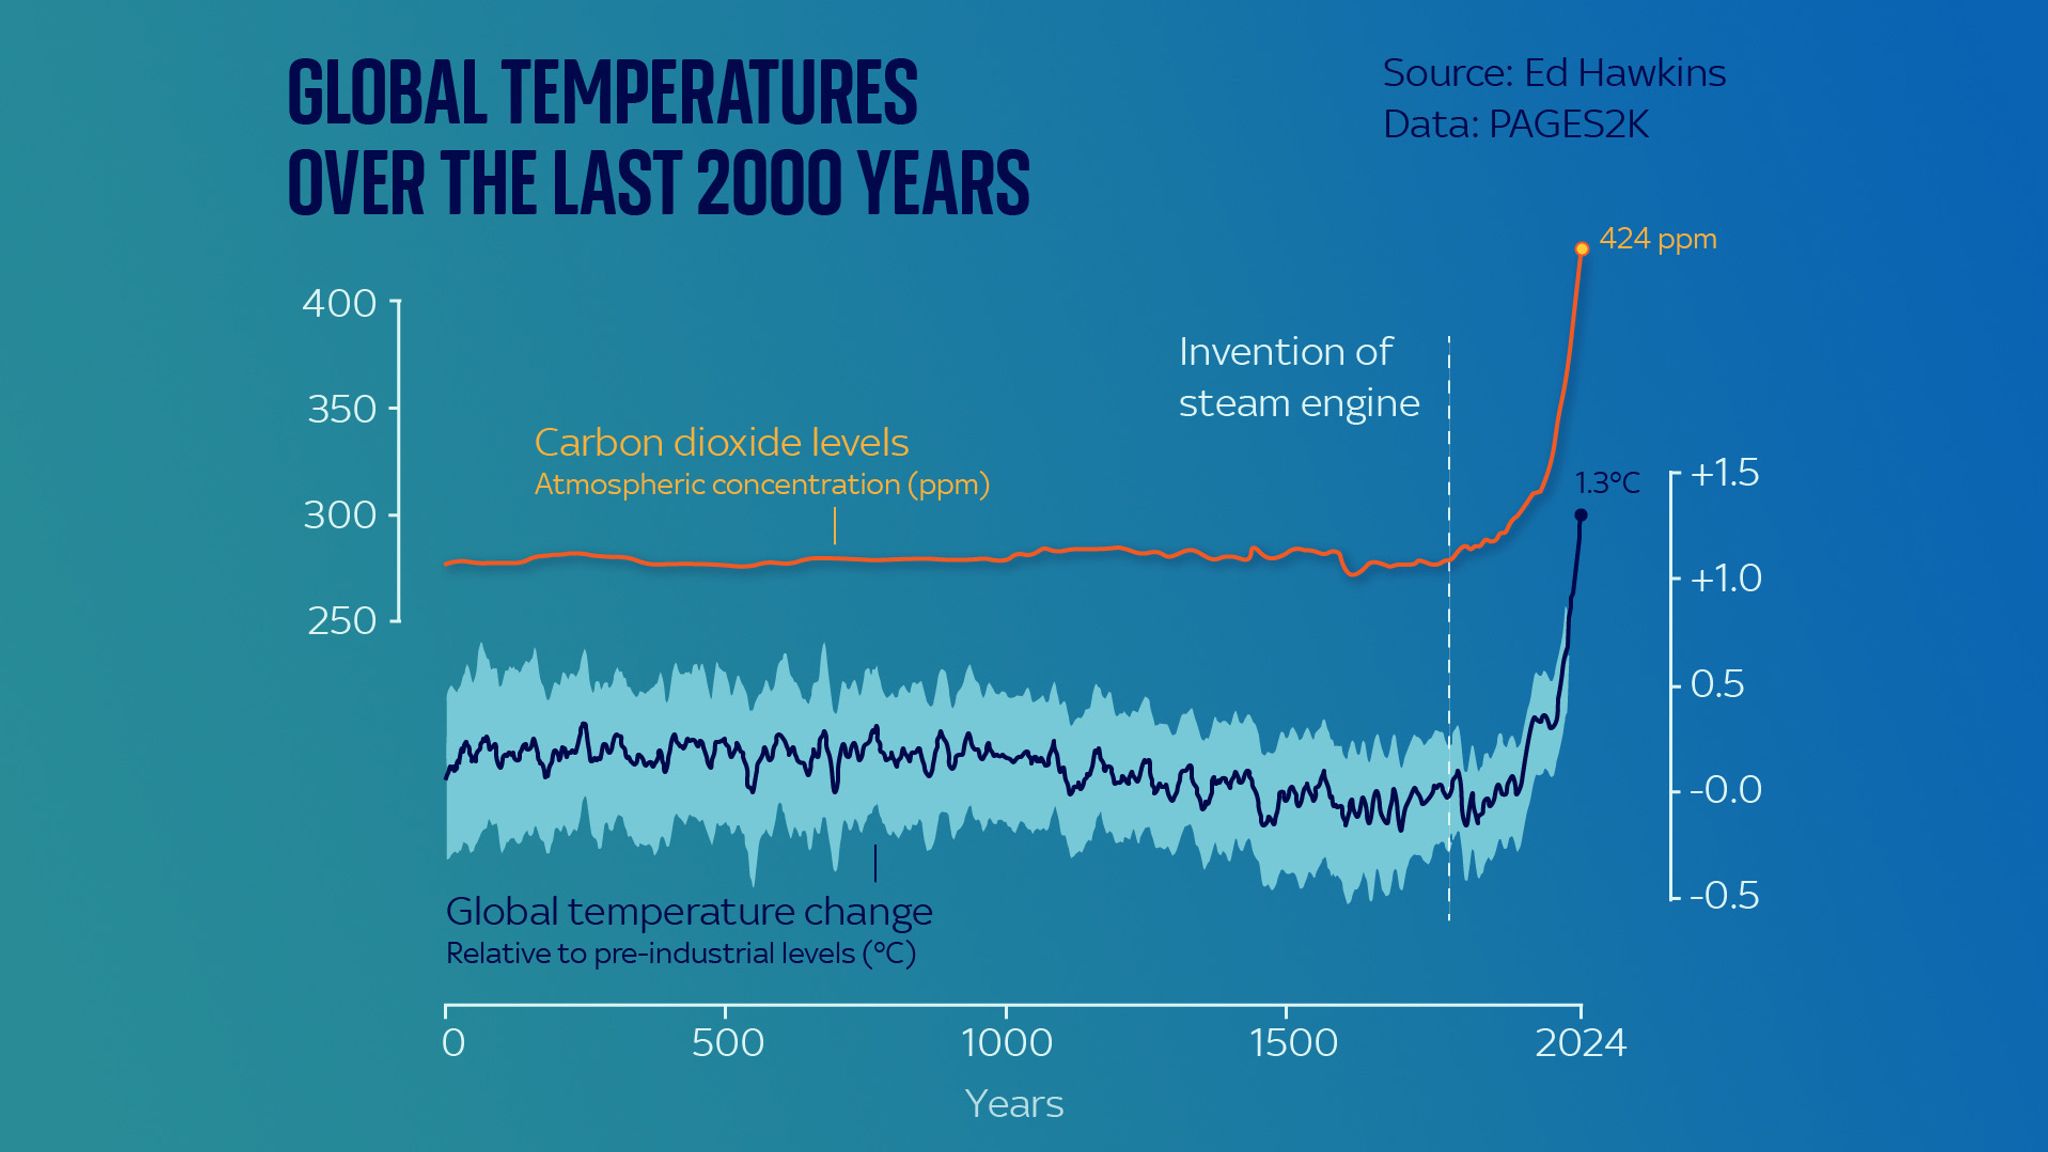 GLOBAL TEMPERATURES
OVER THE LAST 2000 YEARS
Source: Ed Hawkins
Data: PAGES2K
424 ppm
400
350
300
250
Invention of
steam engine
Carbon dioxide levels
Atmospheric concentration (ppm)
1.3°C
+1.5
+1.0
0.5
-0.0
-0.5
Global temperature change
Relative to pre-industrial levels (°C)
0
500
1000
1500
2024
Years